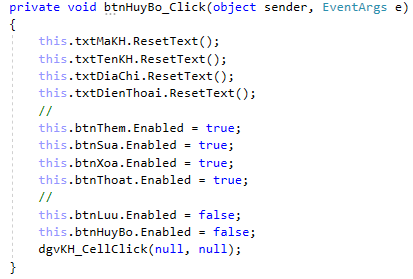 private void btnHuyBo_Click(object sender, EventArgs e)
{
this.txtMaKH.ResetText();
this.txtTenKH.ResetText();
this.txtDiaChi.ResetText();
this.txtDienThoai.ResetText();
//
this.btnThem.Enabled = true;
this.btnSua.Enabled = true;
this.btnXoa.Enabled = true;
this.btnThoat.Enabled = true;
//
this.btnLuu.Enabled = false;
this.btnHuyBo.Enabled = false;
dgvKH_CellClick(null, null);
}